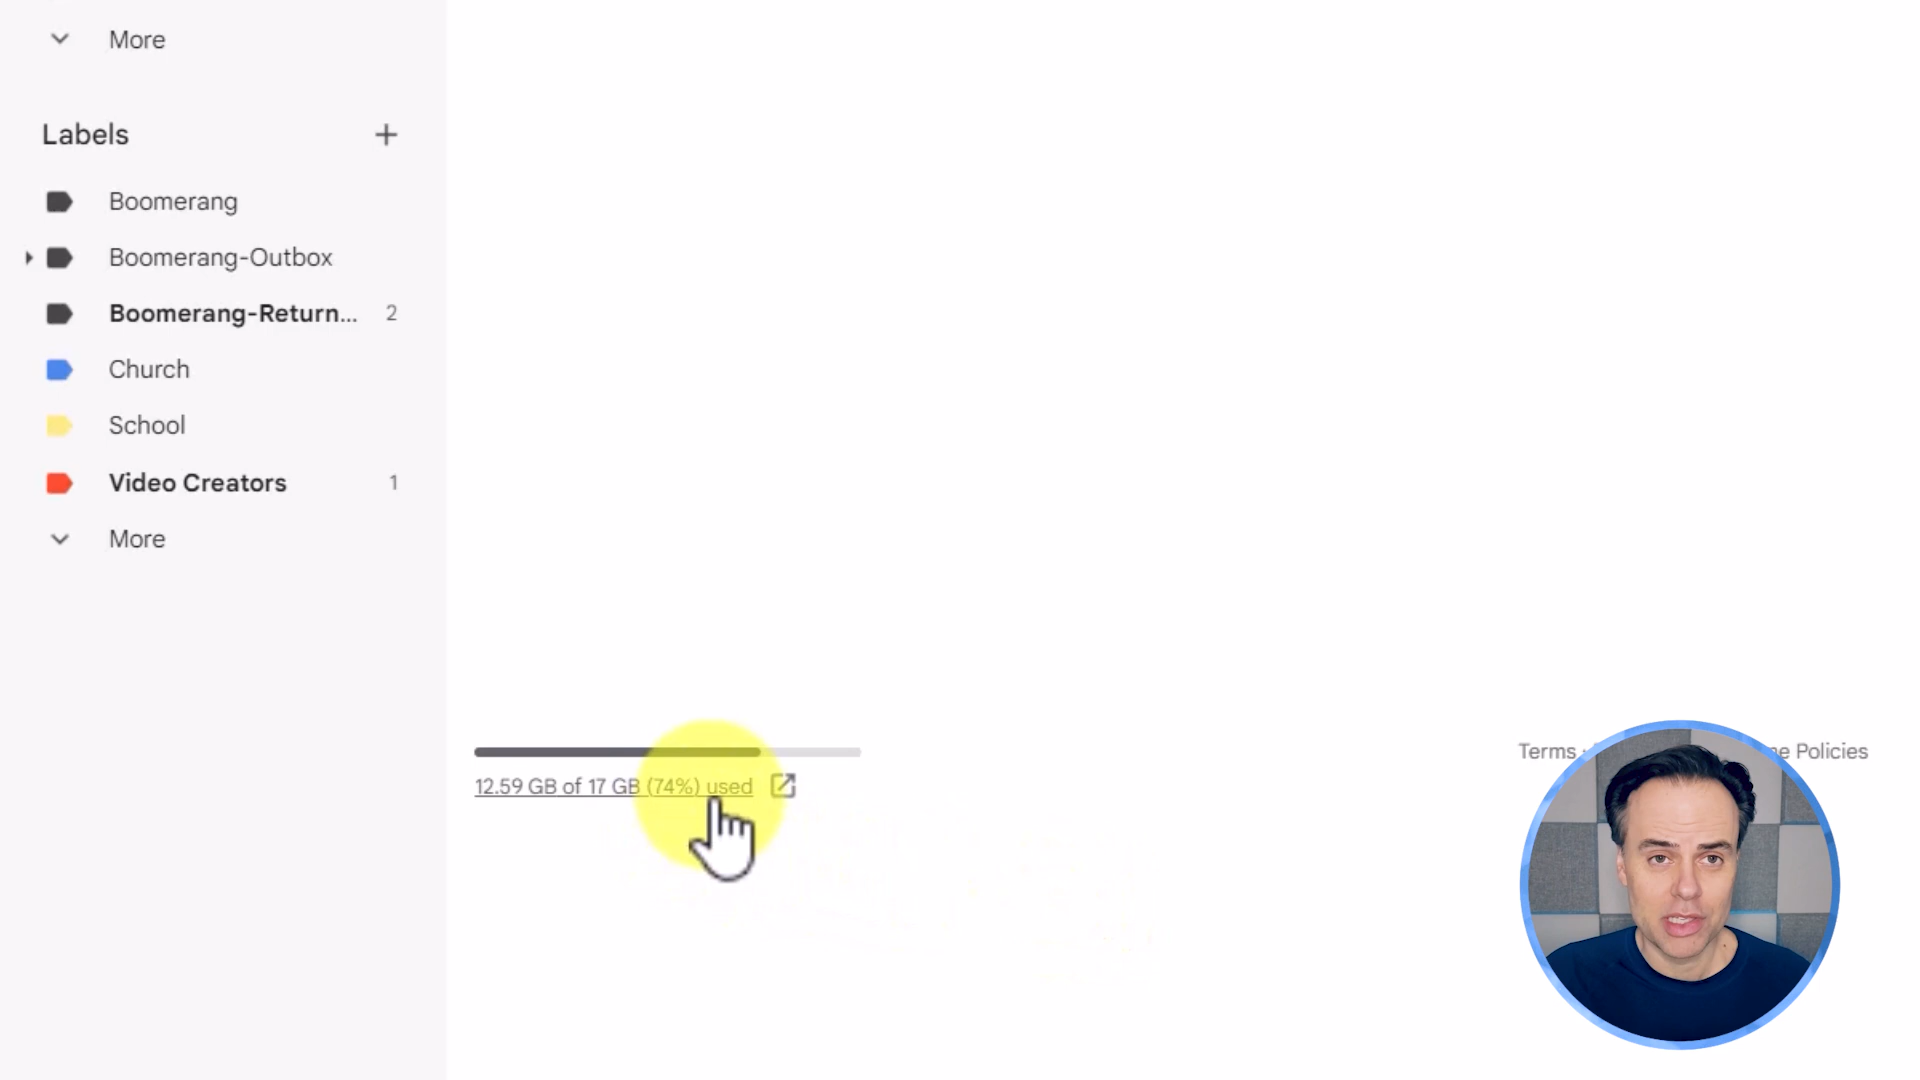 More
Labels
Boomerang
Boomerang-Outbox
Boomerang-Return... 2
Church
School
Video Creators 1
More
12.59 GB of 17 GB (74%) used
Terms · Policies